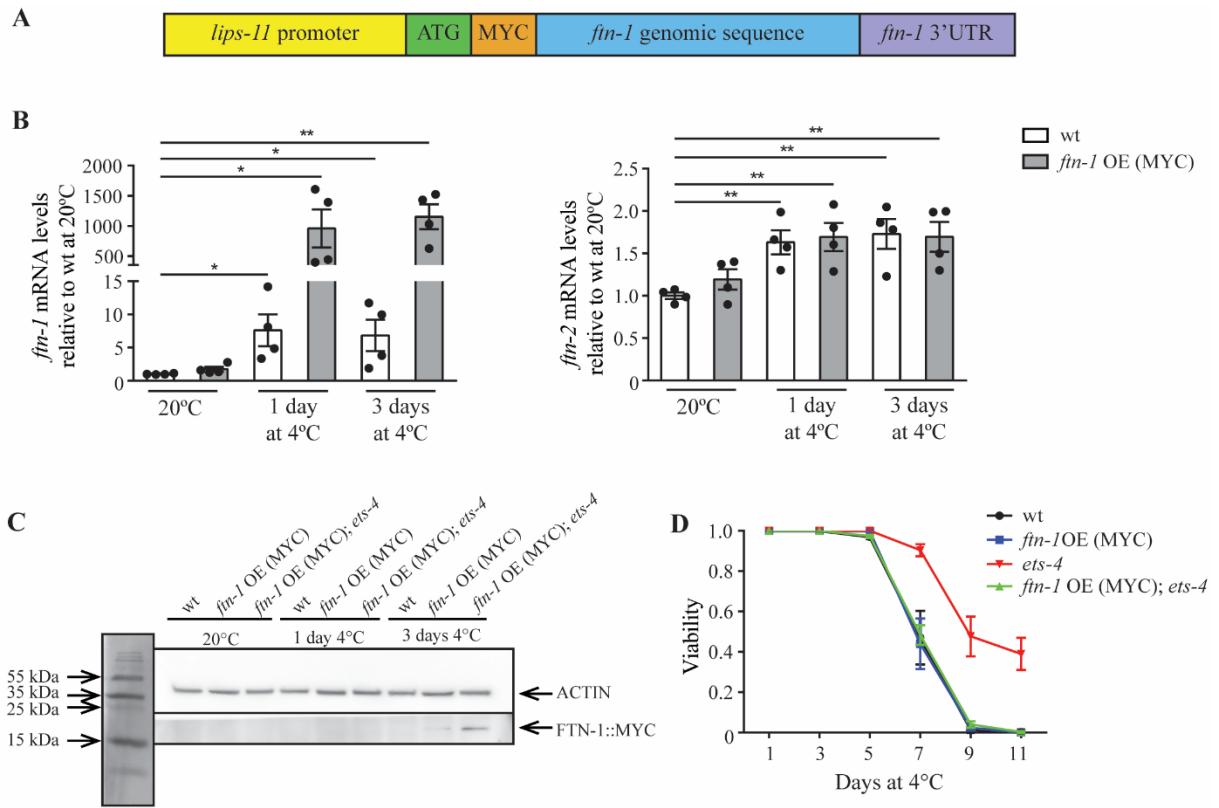 A
lips-11 promoter
ATG
MYC
ftn-1 genomic sequence
ftn-1 3'UTR
B
ftn-1 mRNA levels
relative to wt at 20ºC
2000
1500
1000
500
15
10
5
0
**
*
*
*
20ºC
1 day
at 4ºC
3 days
at 4ºC
ftn-2 mRNA levels
relative to wt at 20ºC
2.5
2.0
1.5
1.0
0.5
0.0
**
**
**
**
20ºC
1 day
at 4ºC
3 days
at 4ºC
wt
ftn-1 OE (MYC)
C
wt
ftn-1 OE (MYC)
ftn-1 OE (MYC); ets-4
wt
ftn-1 OE (MYC)
ftn-1 OE (MYC); ets-4
wt
ftn-1 OE (MYC)
ftn-1 OE (MYC); ets-4
20°C
1 day 4°C
3 days 4°C
55 kDa
35 kDa
25 kDa
15 kDa
ACTIN
FTN-1::MYC
D
Viability
1.0
0.8
0.6
0.4
0.2
0
1 3 5 7 9 11
Days at 4°C
wt
ftn-1OE (MYC)
ets-4
ftn-1 OE (MYC); ets-4